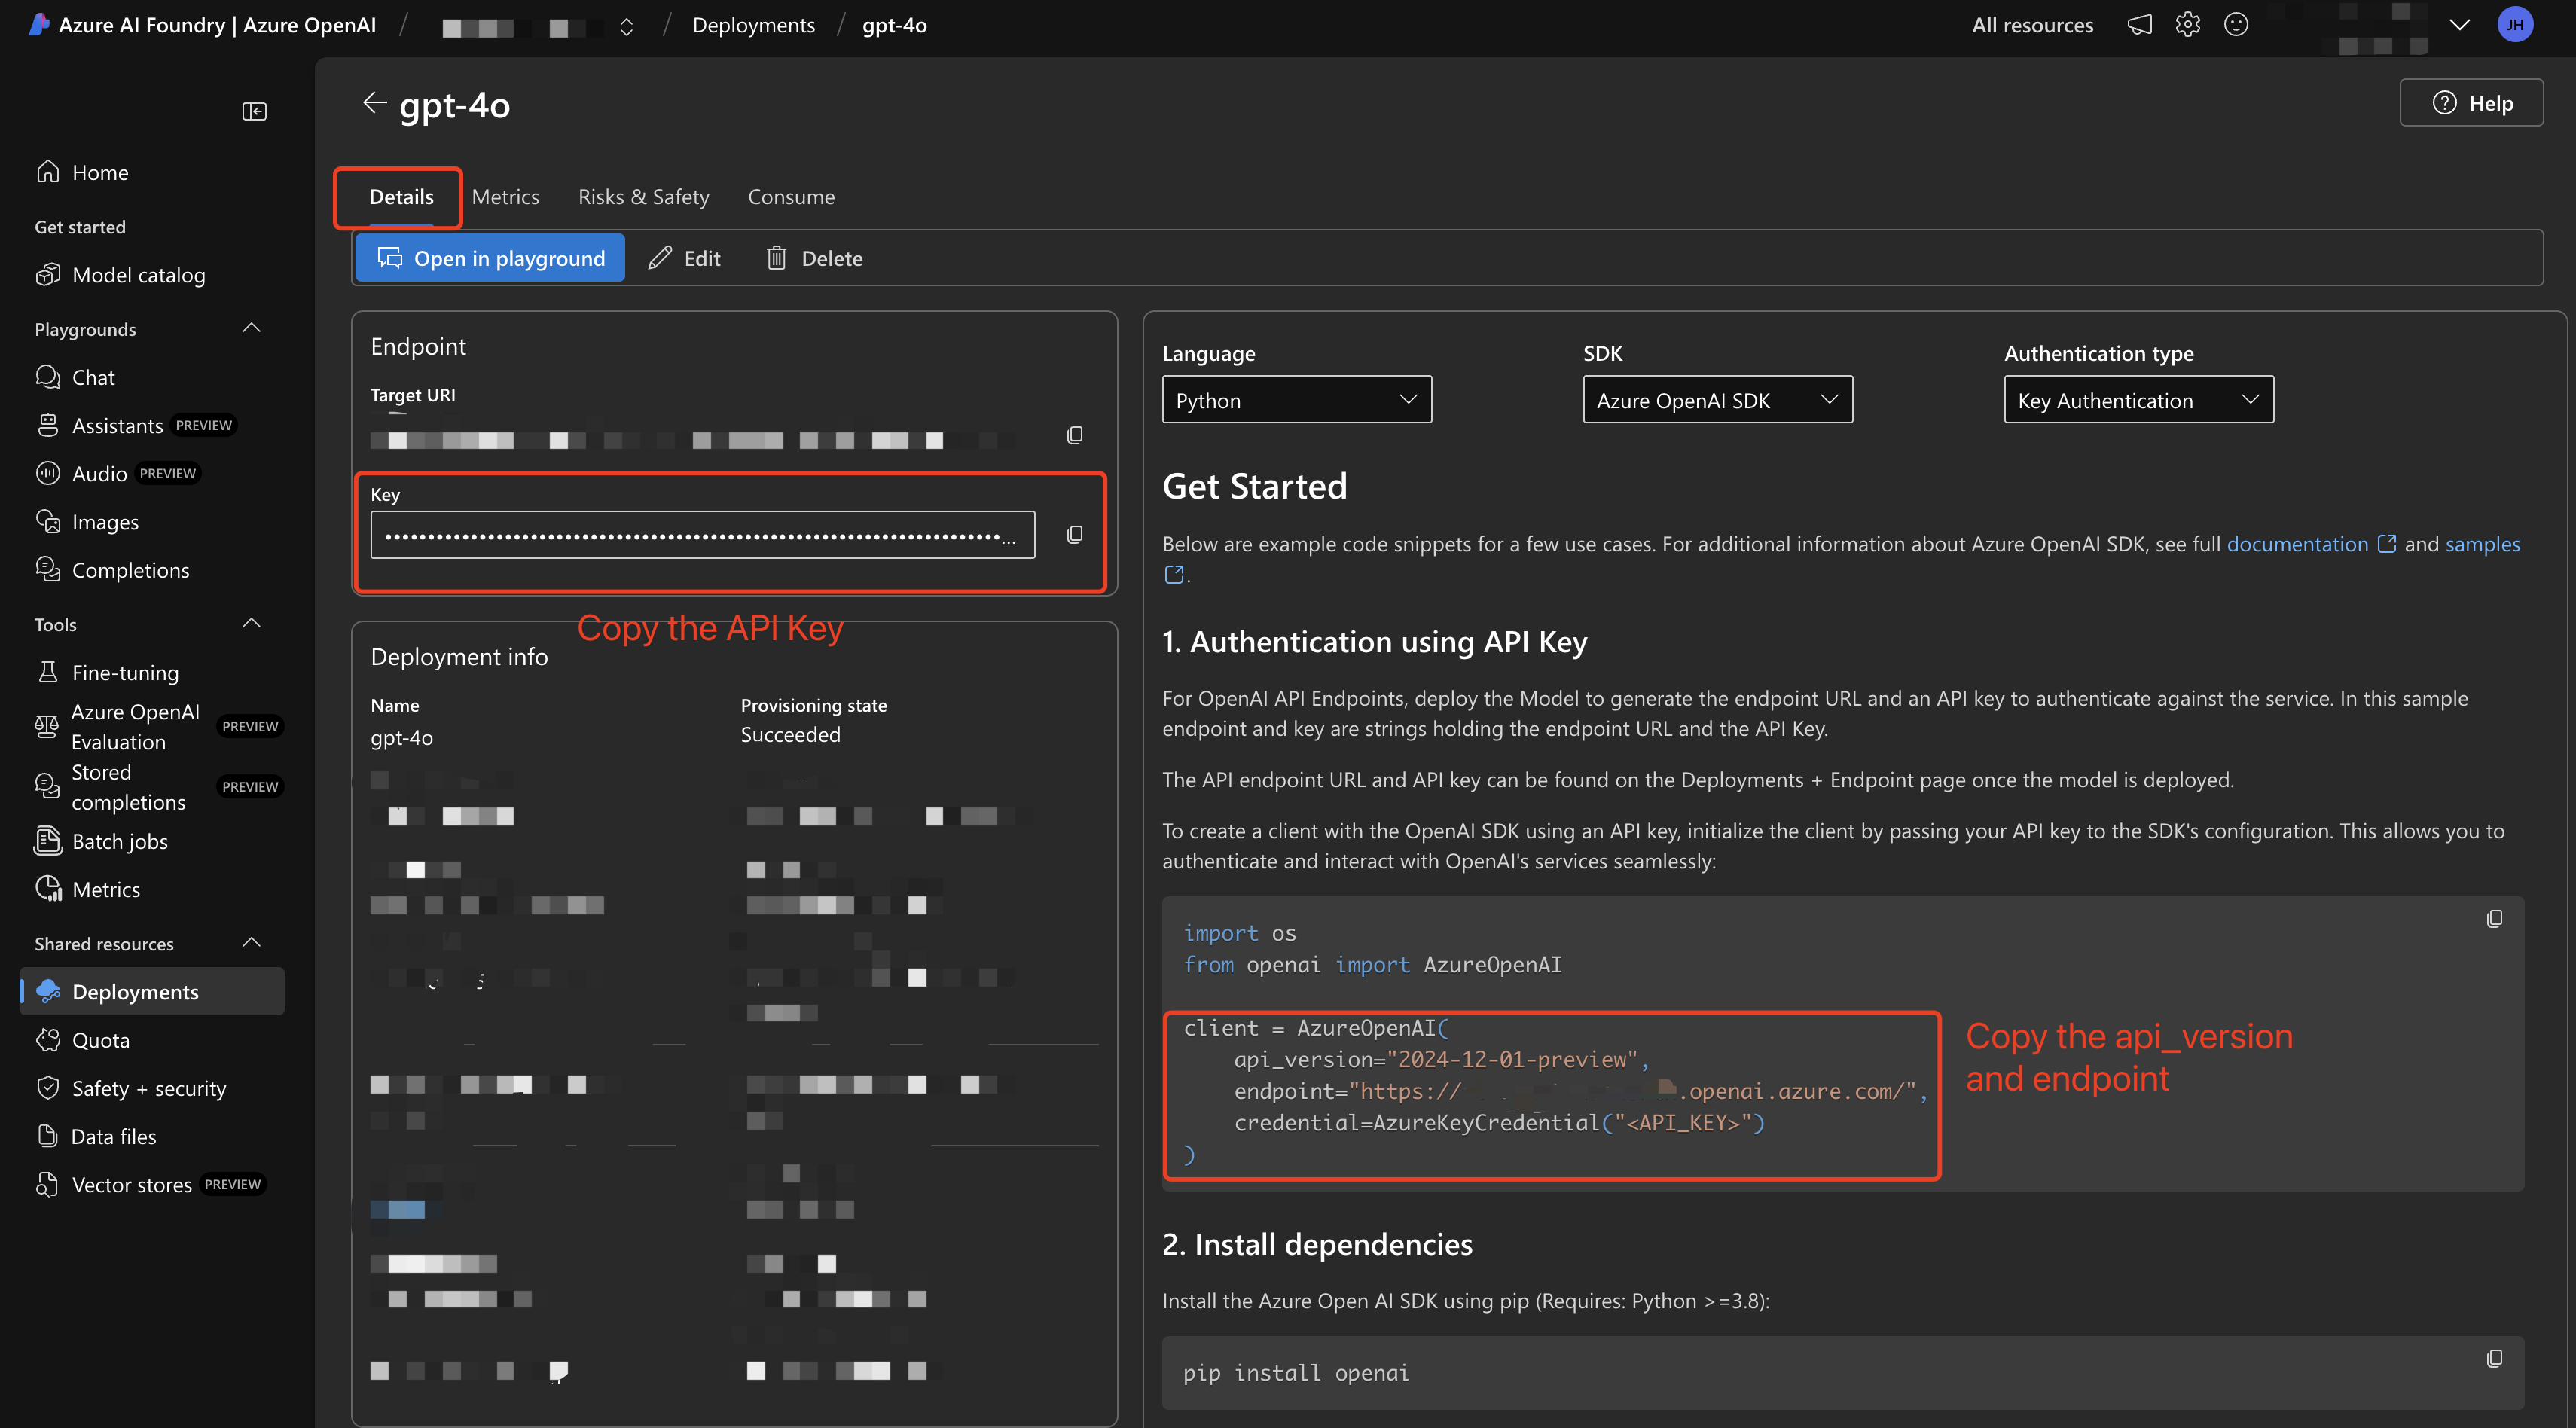 Azure AI Foundry | Azure OpenAI / / Deployments / gpt-4o
All resources
JH
Home
Get started
Model catalog
Playgrounds
Chat
Assistants PREVIEW
Audio PREVIEW
Images
Completions
Tools
Fine-tuning
Azure OpenAI
Evaluation
PREVIEW
Stored
completions
PREVIEW
Batch jobs
Metrics
Shared resources
Deployments
Quota
Safety + security
Data files
Vector stores PREVIEW
gpt-4o
Help
Details Metrics Risks & Safety Consume
Open in playground Edit Delete
Endpoint
Target URI
Key
••••••••••••••••••••••••••••••••••••••••••••••••••••••••••••••••••••••••...
Copy the API Key
Deployment info
Name
gpt-4o
Provisioning state
Succeeded
Language
Python
SDK
Azure OpenAI SDK
Authentication type
Key Authentication
Get Started
Below are example code snippets for a few use cases. For additional information about Azure OpenAI SDK, see full documentation and samples
.
1. Authentication using API Key
For OpenAI API Endpoints, deploy the Model to generate the endpoint URL and an API key to authenticate against the service. In this sample
endpoint and key are strings holding the endpoint URL and the API Key.
The API endpoint URL and API key can be found on the Deployments + Endpoint page once the model is deployed.
To create a client with the OpenAI SDK using an API key, initialize the client by passing your API key to the SDK's configuration. This allows you to
authenticate and interact with OpenAI's services seamlessly:
import os
from openai import AzureOpenAI
client = AzureOpenAI(
api_version="2024-12-01-preview",
endpoint="https:// .openai.azure.com/",
credential=AzureKeyCredential("<API_KEY>")
)
Copy the api_version
and endpoint
2. Install dependencies
Install the Azure Open AI SDK using pip (Requires: Python >=3.8):
pip install openai